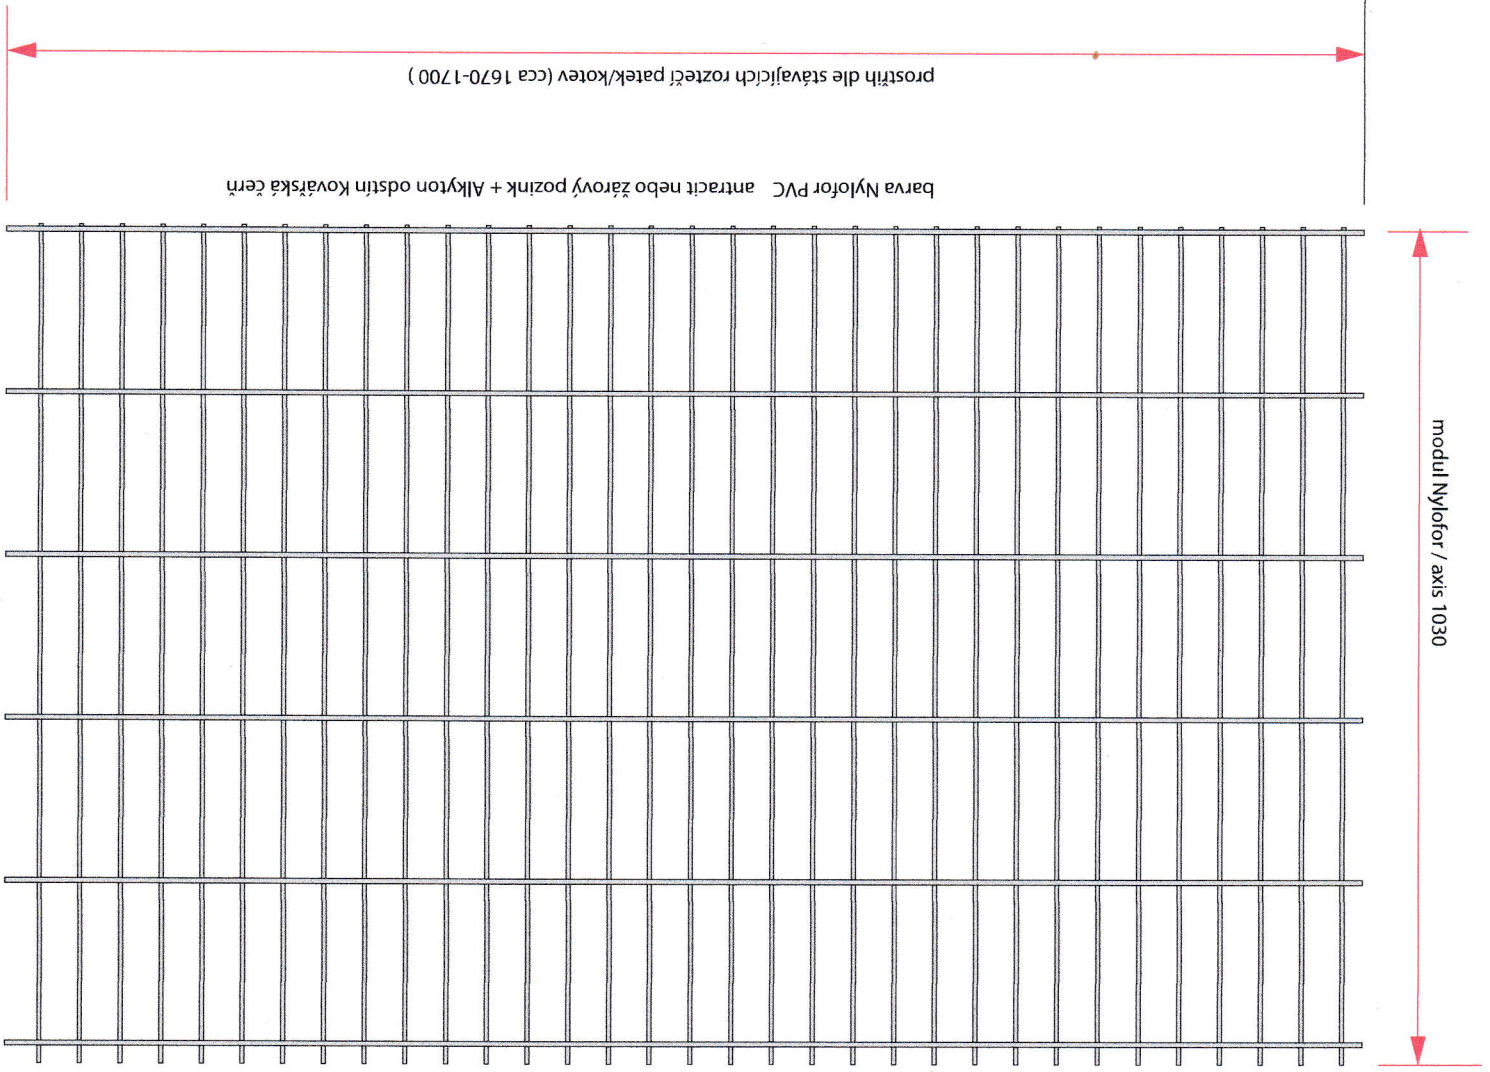 barva Nylofor PVC antracit nebo žárový pozink + Alkyton odstín Kovářská čerň
prostřih dle stávajících roztečí patek/kotev (cca 1670-1700 )
modul Nylofor / axis 1030